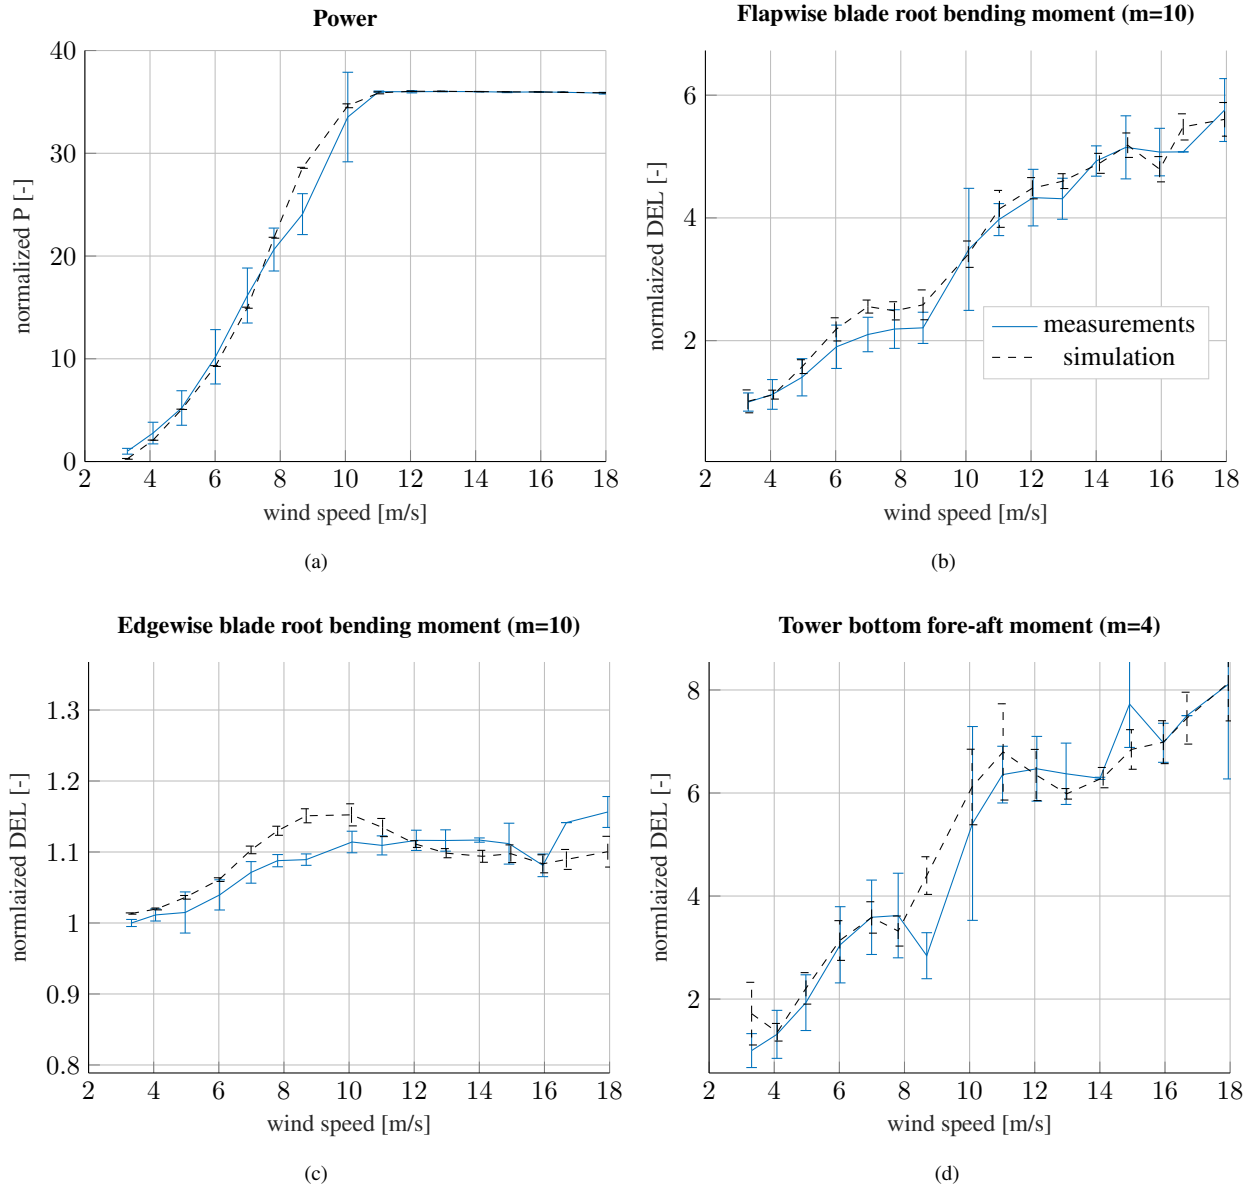 Power
40
30
20
10
0
normalized P [-]
2 4 6 8 10 12 14 16 18
wind speed [m/s]
(a)
Flapwise blade root bending moment (m=10)
6
4
2
normlaized DEL [-]
measurements
simulation
2 4 6 8 10 12 14 16 18
wind speed [m/s]
(b)
Edgewise blade root bending moment (m=10)
1.3
1.2
1.1
1
0.9
0.8
normlaized DEL [-]
2 4 6 8 10 12 14 16 18
wind speed [m/s]
(c)
Tower bottom fore-aft moment (m=4)
8
6
4
2
normlaized DEL [-]
2 4 6 8 10 12 14 16 18
wind speed [m/s]
(d)